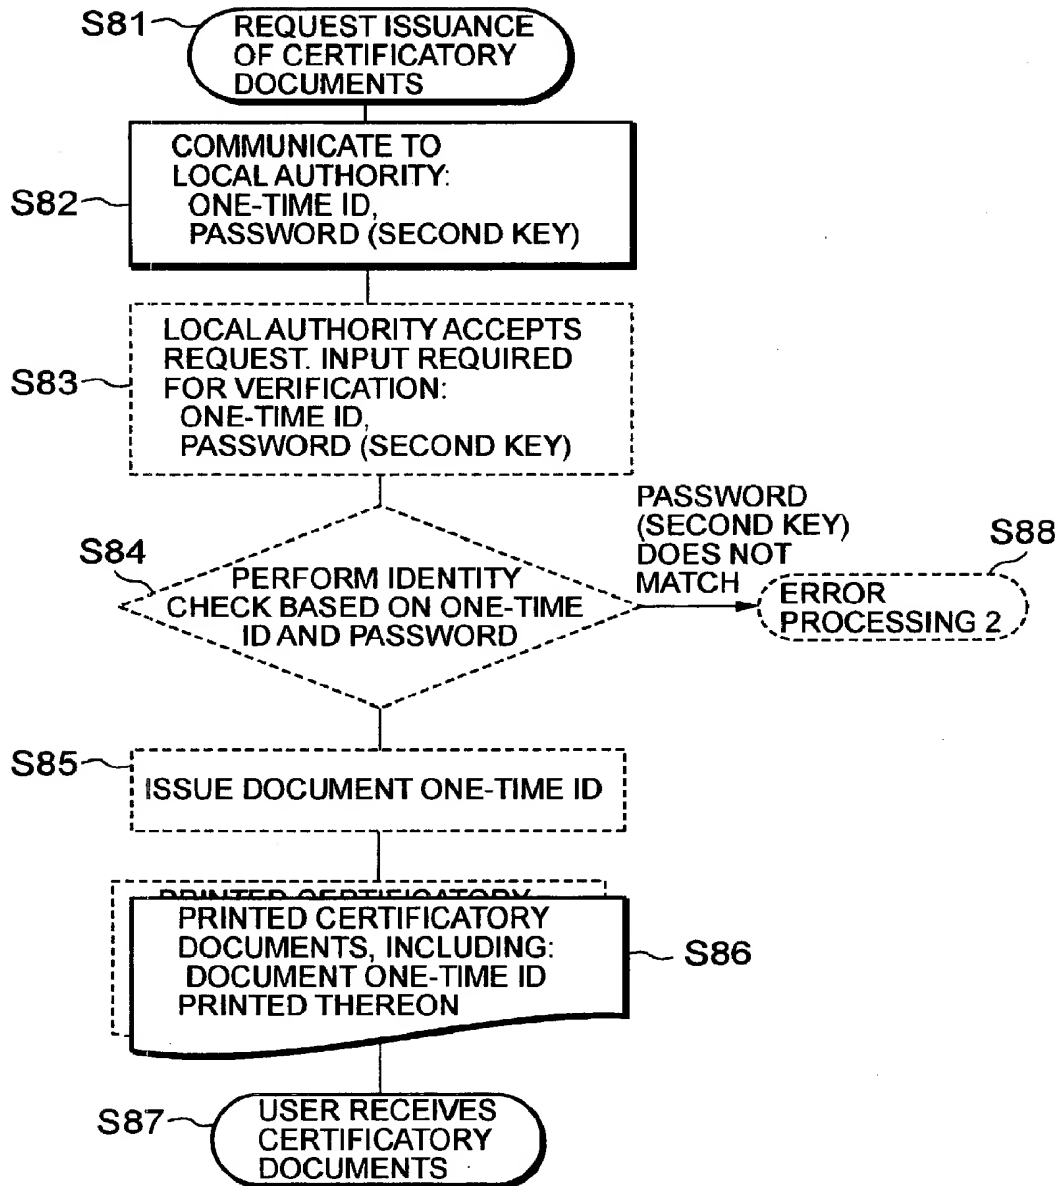 S81
REQUEST ISSUANCE
OF CERTIFICATORY
DOCUMENTS
S82
COMMUNICATE TO
LOCAL AUTHORITY:
ONE-TIME ID,
PASSWORD (SECOND KEY)
S83
LOCAL AUTHORITY ACCEPTS
REQUEST. INPUT REQUIRED
FOR VERIFICATION:
ONE-TIME ID,
PASSWORD (SECOND KEY)
S84
PERFORM IDENTITY
CHECK BASED ON ONE-TIME
ID AND PASSWORD
PASSWORD
(SECOND KEY)
DOES NOT
MATCH
S88
ERROR
PROCESSING 2
S85
ISSUE DOCUMENT ONE-TIME ID
PRINTED CERTIFICATORY
PRINTED CERTIFICATORY
DOCUMENTS, INCLUDING:
DOCUMENT ONE-TIME ID
PRINTED THEREON
S86
S87
USER RECEIVES
CERTIFICATORY
DOCUMENTS